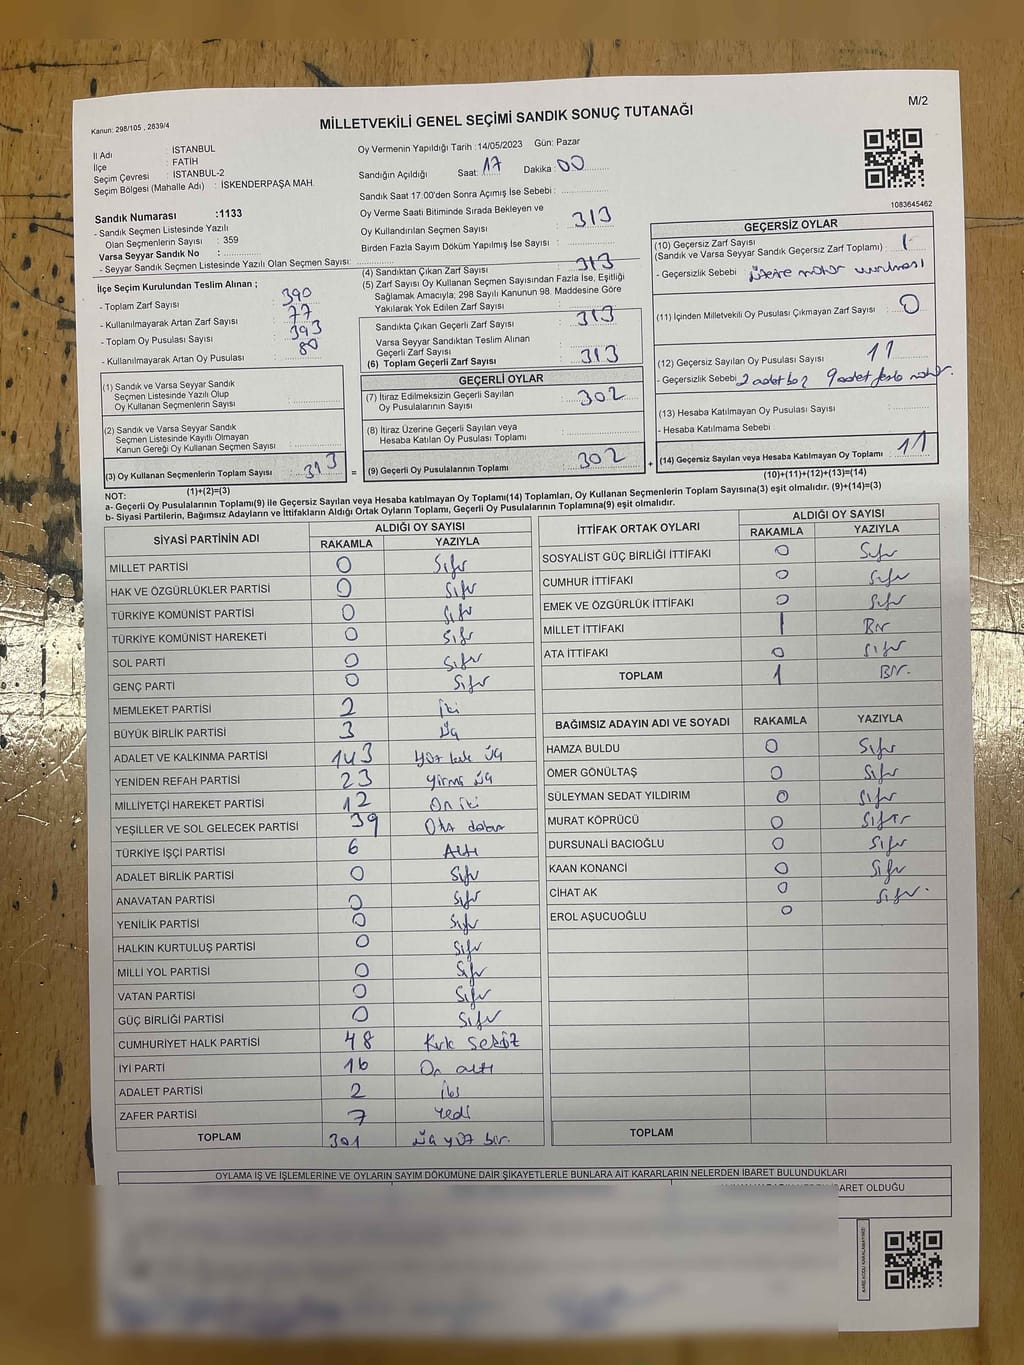 M/2
Kanun: 298/105 , 2839/4
MİLLETVEKİLİ GENEL SEÇİMİ SANDIK SONUÇ TUTANAĞI
İl Adı : İSTANBUL
İlçe : FATİH
Seçim Çevresi : İSTANBUL-2
Seçim Bölgesi (Mahalle Adı) : İSKENDERPAŞA MAH.
Oy Vermenin Yapıldığı Tarih :14/05/2023 Gün: Pazar
Sandığın Açıldığı Saat: 17 Dakika: 00
Sandık Saat 17.00'den Sonra Açımış İse Sebebi :
1083645462
Sandık Numarası :1133
- Sandık Seçmen Listesinde Yazılı
Olan Seçmenlerin Sayısı : 359
Varsa Seyyar Sandık No :
- Seyyar Sandık Seçmen Listesinde Yazılı Olan Seçmen Sayısı:
Oy Verme Saati Bitiminde Sırada Bekleyen ve
Oy Kullandırılan Seçmen Sayısı : 313
Birden Fazla Sayım Döküm Yapılmış İse Sayısı :
İlçe Seçim Kurulundan Teslim Alınan ;
- Toplam Zarf Sayısı : 390
- Kullanılmayarak Artan Zarf Sayısı : 77
- Toplam Oy Pusulası Sayısı : 393
- Kullanılmayarak Artan Oy Pusulası : 80
(4) Sandıktan Çıkan Zarf Sayısı : 313
(5) Zarf Sayısı Oy Kullanan Seçmen Sayısından Fazla İse, Eşitliği
Sağlamak Amacıyla, 298 Sayılı Kanunun 98. Maddesine Göre
Yakılarak Yok Edilen Zarf Sayısı :
Sandıkta Çıkan Geçerli Zarf Sayısı : 313
Varsa Seyyar Sandıktan Teslim Alınan
Geçerli Zarf Sayısı :
(6) Toplam Geçerli Zarf Sayısı : 313
GEÇERSİZ OYLAR
(10) Geçersiz Zarf Sayısı
(Sandık ve Varsa Seyyar Sandık Geçersiz Zarf Toplamı) :
- Geçersizlik Sebebi :
(11) İçinden Milletvekili Oy Pusulası Çıkmayan Zarf Sayısı : 0
(12) Geçersiz Sayılan Oy Pusulası Sayısı : 11
- Geçersizlik Sebebi : 2 adet boş 9 adet fazla mühür.
(13) Hesaba Katılmayan Oy Pusulası Sayısı :
- Hesaba Katılmama Sebebi :
(14) Geçersiz Sayılan veya Hesaba Katılmayan Oy Toplamı : 11
(10)+(11)+(12)+(13)=(14)
(1) Sandık ve Varsa Seyyar Sandık
Seçmen Listesinde Yazılı Olup
Oy Kullanan Seçmenlerin Sayısı :
(2) Sandık ve Varsa Seyyar Sandık
Seçmen Listesinde Kayıtlı Olmayan
Kanun Gereği Oy Kullanan Seçmen Sayısı :
(3) Oy Kullanan Seçmenlerin Toplam Sayısı : 313 =
(1)+(2)=(3)
GEÇERLİ OYLAR
(7) İtiraz Edilmeksizin Geçerli Sayılan
Oy Pusulalarının Sayısı : 302
(8) İtiraz Üzerine Geçerli Sayılan veya
Hesaba Katılan Oy Pusulası Toplamı :
(9) Geçerli Oy Pusulalarının Toplamı : 302 +
NOT:
a- Geçerli Oy Pusulalarının Toplamı(9) ile Geçersiz Sayılan veya Hesaba katılmayan Oy Toplamı(14) Toplamları, Oy Kullanan Seçmenlerin Toplam Sayısına(3) eşit olmalıdır. (9)+(14)=(3)
b- Siyasi Partilerin, Bağımsız Adayların ve İttifakların Aldığı Ortak Oyların Toplamı, Geçerli Oy Pusulalarının Toplamına(9) eşit olmalıdır.
SİYASİ PARTİNİN ADI ALDIĞI OY SAYISI
RAKAMLA YAZIYLA
MİLLET PARTİSİ 0 Sıfır
HAK VE ÖZGÜRLÜKLER PARTİSİ 0 Sıfır
TÜRKİYE KOMÜNİST PARTİSİ 0 Sıfır
TÜRKİYE KOMÜNİST HAREKETİ 0 Sıfır
SOL PARTİ 0 Sıfır
GENÇ PARTİ 0 Sıfır
MEMLEKET PARTİSİ 2 iki
BÜYÜK BİRLİK PARTİSİ 3 üç
ADALET VE KALKINMA PARTİSİ 143 yüz kırk üç
YENİDEN REFAH PARTİSİ 23 yirmi üç
MİLLİYETÇİ HAREKET PARTİSİ 12 On iki
YEŞİLLER VE SOL GELECEK PARTİSİ 39 Otuz dokuz
TÜRKİYE İŞÇİ PARTİSİ 6 Altı
ADALET BİRLİK PARTİSİ 0 Sıfır
ANAVATAN PARTİSİ 0 Sıfır
YENİLİK PARTİSİ 0 Sıfır
HALKIN KURTULUŞ PARTİSİ 0 Sıfır
MİLLİ YOL PARTİSİ 0 Sıfır
VATAN PARTİSİ 0 Sıfır
GÜÇ BİRLİĞİ PARTİSİ 0 Sıfır
CUMHURİYET HALK PARTİSİ 48 Kırk Sekiz
İYİ PARTİ 16 On altı
ADALET PARTİSİ 2 iki
ZAFER PARTİSİ 7 Yedi
TOPLAM 301 üç yüz bir.
İTTİFAK ORTAK OYLARI ALDIĞI OY SAYISI
RAKAMLA YAZIYLA
SOSYALİST GÜÇ BİRLİĞİ İTTİFAKI 0 Sıfır
CUMHUR İTTİFAKI 0 Sıfır
EMEK VE ÖZGÜRLÜK İTTİFAKI 0 Sıfır
MİLLET İTTİFAKI 1 Bir
ATA İTTİFAKI 0 Sıfır
TOPLAM 1 Bir.
BAĞIMSIZ ADAYIN ADI VE SOYADI RAKAMLA YAZIYLA
HAMZA BULDU 0 Sıfır
ÖMER GÖNÜLTAŞ 0 Sıfır
SÜLEYMAN SEDAT YILDIRIM 0 Sıfır
MURAT KÖPRÜCÜ 0 Sıfır
DURSUNALİ BACIOĞLU 0 Sıfır
KAAN KONANCİ 0 Sıfır
CİHAT AK 0 Sıfır.
EROL AŞUCUOĞLU 0
TOPLAM
OYLAMA İŞ VE İŞLEMLERİNE VE OYLARIN SAYIM DÖKÜMÜNE DAİR ŞİKAYETLERLE BUNLARA AİT KARARLARIN NELERDEN İBARET BULUNDUKLARI
İBARET OLDUĞU
KAREKODU KARALAMAYINIZ!